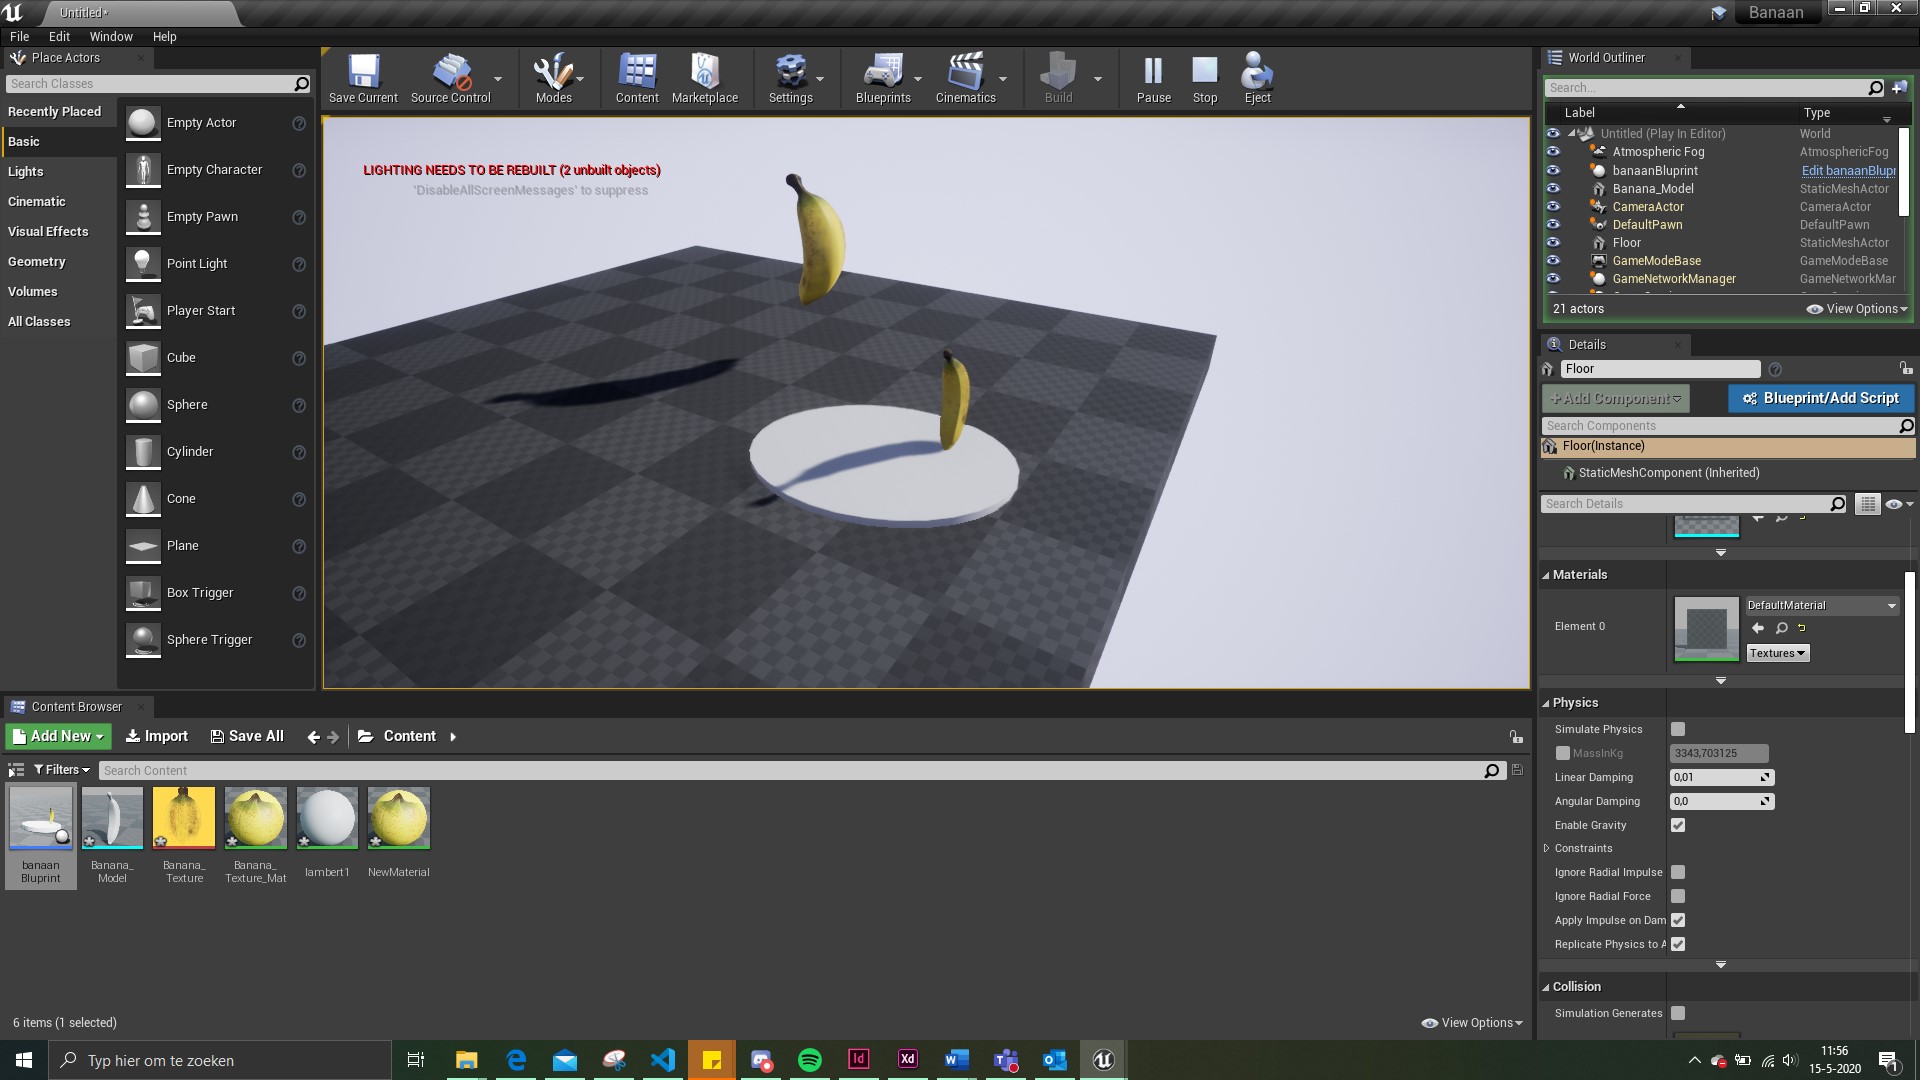 Untitled*
Banaan
File Edit Window Help
Place Actors
Search Classes
Recently Placed
Basic
Lights
Cinematic
Visual Effects
Geometry
Volumes
All Classes
Empty Actor
Empty Character
Empty Pawn
Point Light
Player Start
Cube
Sphere
Cylinder
Cone
Plane
Box Trigger
Sphere Trigger
Save Current Source Control Modes Content Marketplace Settings Blueprints Cinematics Build Pause Stop Eject
LIGHTING NEEDS TO BE REBUILT (2 unbuilt objects)
'DisableAllScreenMessages' to suppress
World Outliner
Search...
Label Type
Untitled (Play In Editor) World
Atmospheric Fog AtmosphericFog
banaanBluprint Edit banaanBlupr
Banana_Model StaticMeshActor
CameraActor CameraActor
DefaultPawn DefaultPawn
Floor StaticMeshActor
GameModeBase GameModeBase
GameNetworkManager GameNetworkMar
21 actors View Options
Details
Floor
+Add Component Blueprint/Add Script
Search Components
Floor(Instance)
StaticMeshComponent (Inherited)
Search Details
Materials
Element 0
DefaultMaterial
Textures
Physics
Simulate Physics
MassInKg 3343,703125
Linear Damping 0,01
Angular Damping 0,0
Enable Gravity
Constraints
Ignore Radial Impulse
Ignore Radial Force
Apply Impulse on Dam
Replicate Physics to A
Collision
Simulation Generates
Content Browser
Add New Import Save All Content
Filters Search Content
banaan
Bluprint
Banana_
Model
Banana_
Texture
Banana_
Texture_Mat
lambert1
NewMaterial
6 items (1 selected) View Options
Typ hier om te zoeken
Id
Xd
11:56
15-5-2020
1